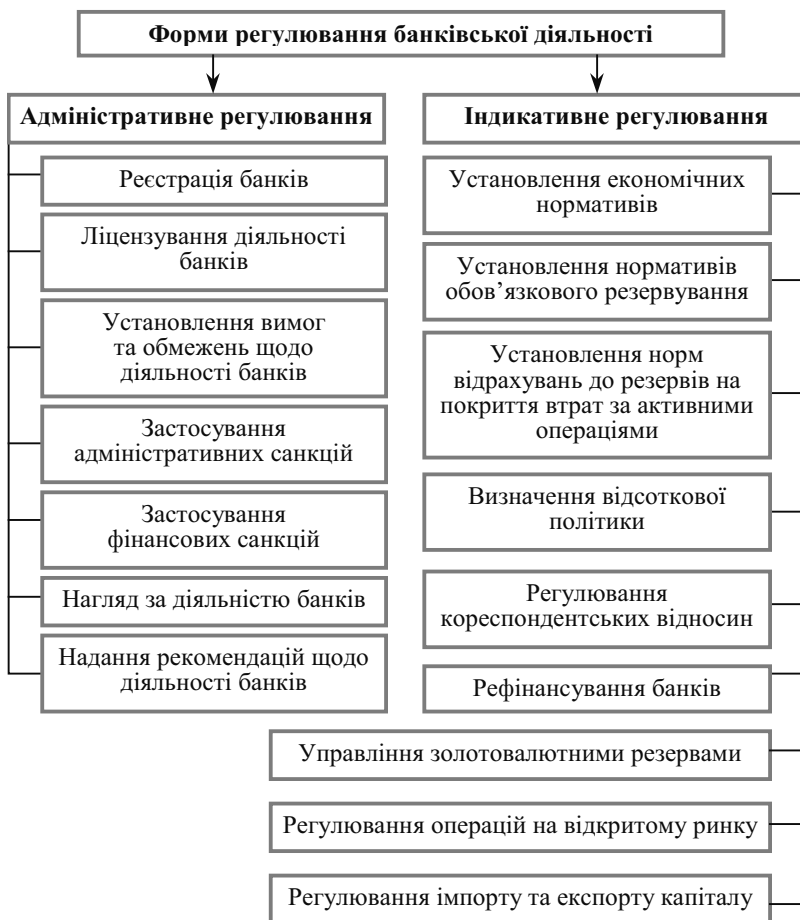 Форми регулювання банківської діяльності
Адміністративне регулювання
Реєстрація банків
Ліцензування діяльності
банків
Установлення вимог
та обмежень щодо
діяльності банків
Застосування
адміністративних санкцій
Застосування
фінансових санкцій
Нагляд за діяльністю банків
Надання рекомендацій щодо
діяльності банків
Індикативне регулювання
Установлення економічних
нормативів
Установлення нормативів
обов’язкового резервування
Установлення норм
відрахувань до резервів на
покриття втрат за активними
операціями
Визначення відсоткової
політики
Регулювання
кореспондентських відносин
Рефінансування банків
Управління золотовалютними резервами
Регулювання операцій на відкритому ринку
Регулювання імпорту та експорту капіталу